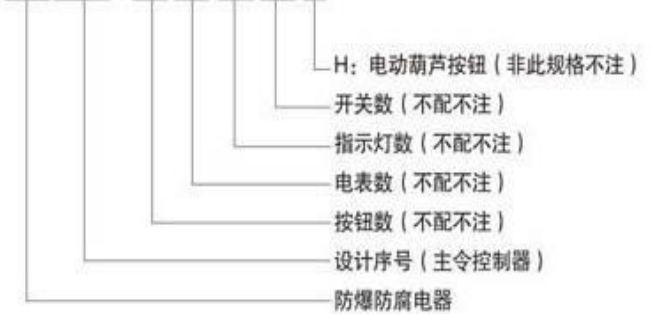 H：电动葫芦按钮（非此规格不注）
开关数（不配不注）
指示灯数（不配不注）
电表数（不配不注）
按钮数（不配不注）
设计序号（主令控制器）
防爆防腐电器